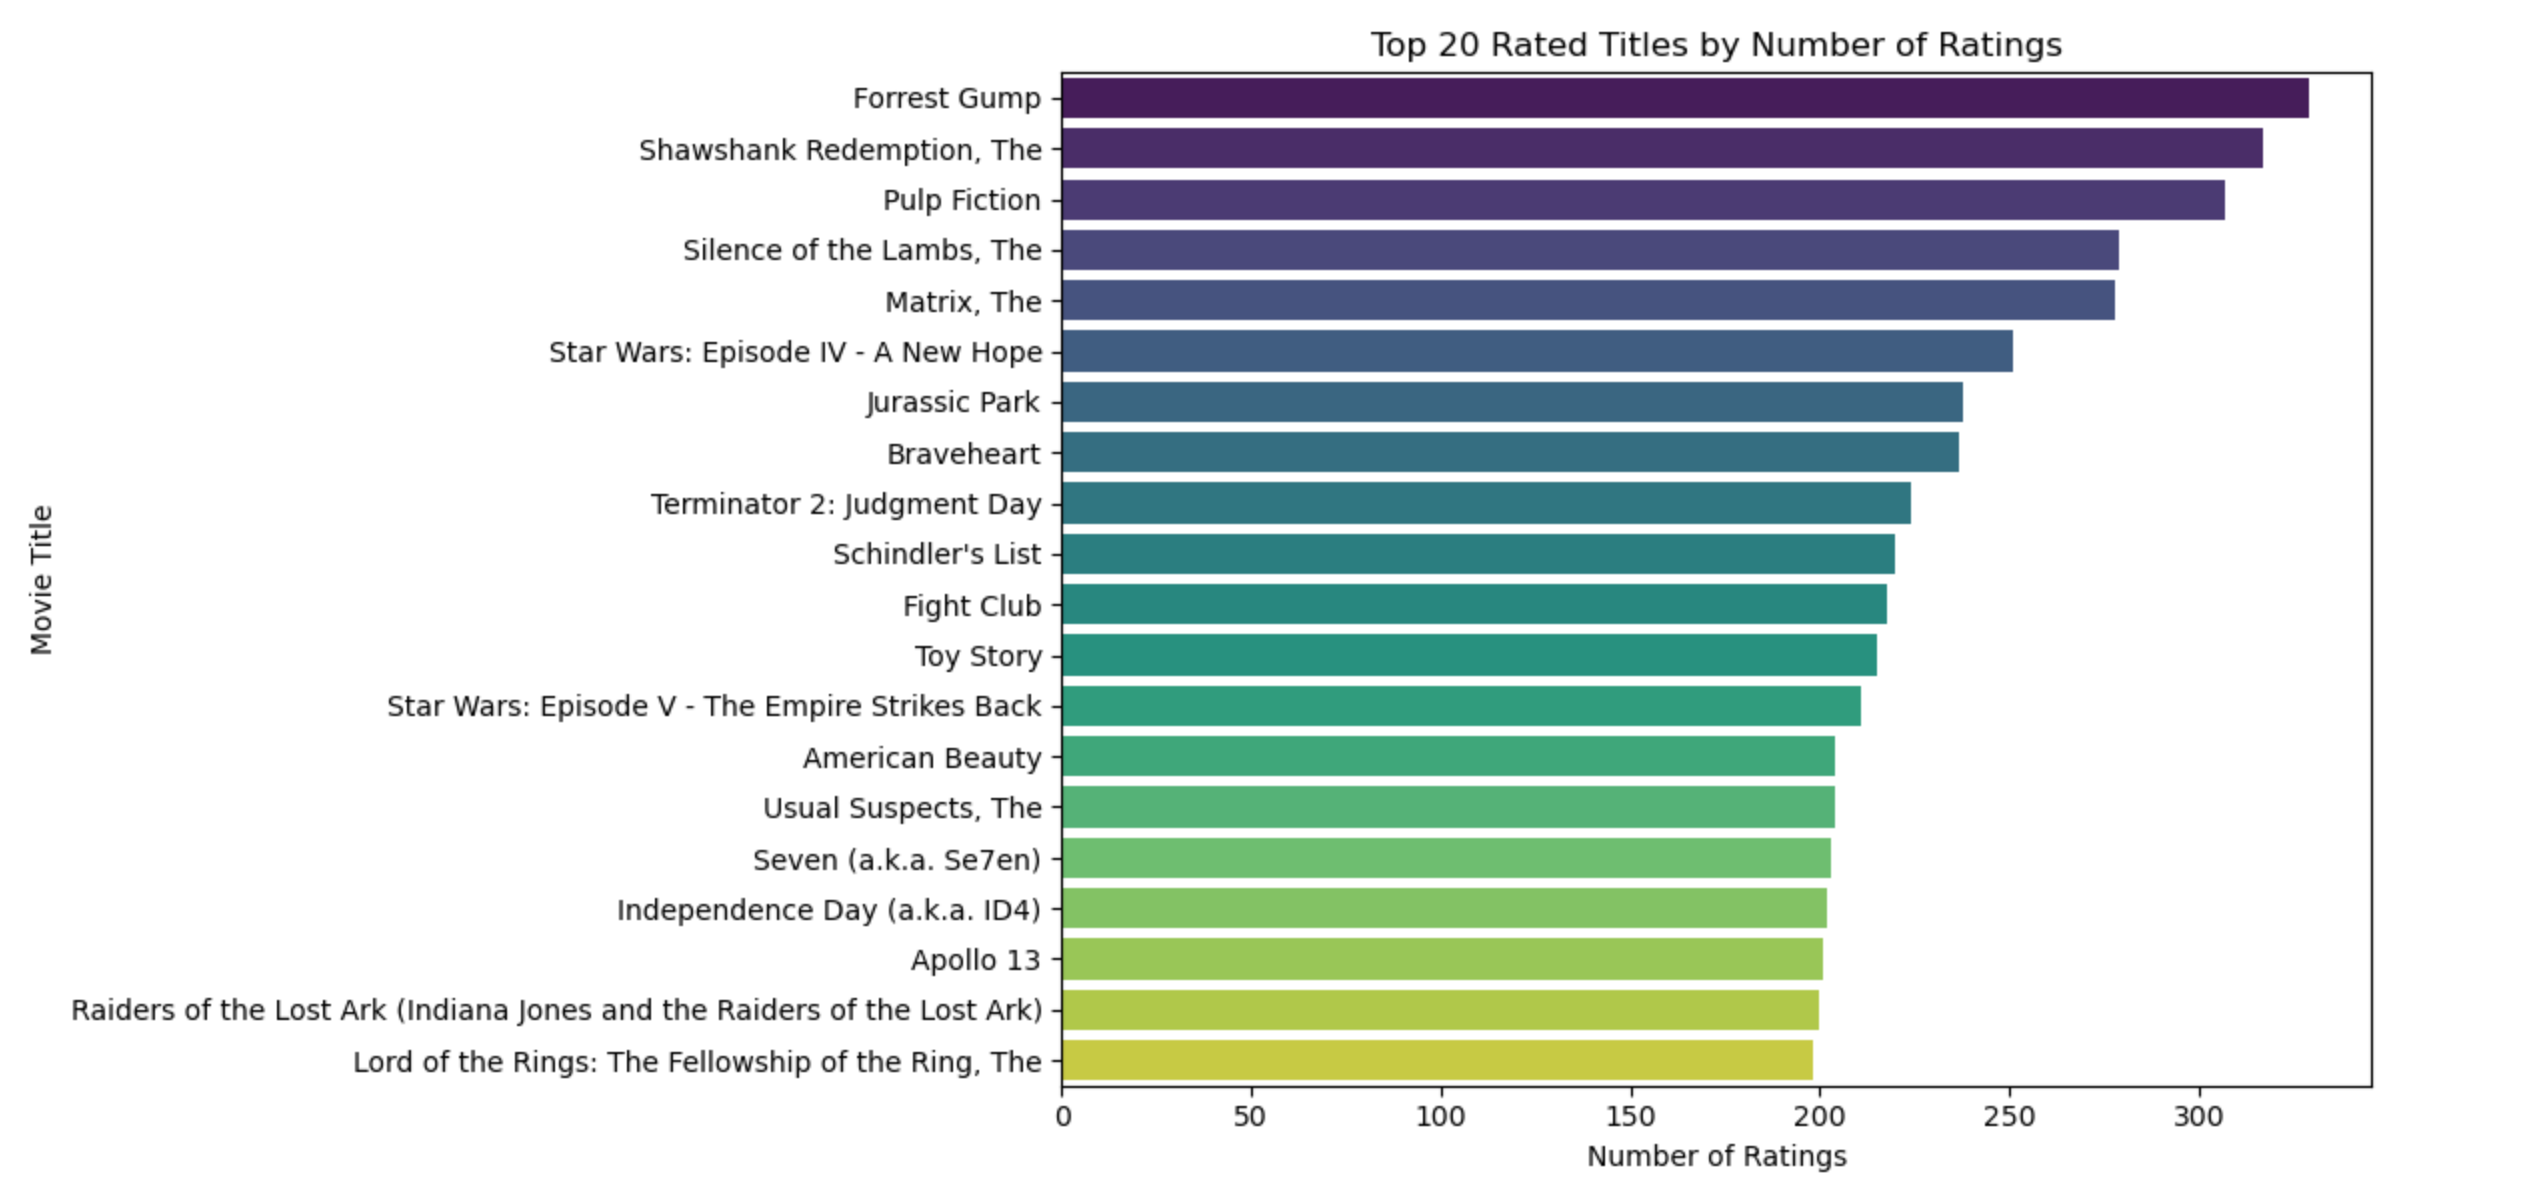 Top 20 Rated Titles by Number of Ratings
Forrest Gump
Shawshank Redemption, The
Pulp Fiction
Silence of the Lambs, The
Matrix, The
Star Wars: Episode IV - A New Hope
Jurassic Park
Braveheart
Terminator 2: Judgment Day
Schindler's List
Fight Club
Toy Story
Star Wars: Episode V - The Empire Strikes Back
American Beauty
Usual Suspects, The
Seven (a.k.a. Se7en)
Independence Day (a.k.a. ID4)
Apollo 13
Raiders of the Lost Ark (Indiana Jones and the Raiders of the Lost Ark)
Lord of the Rings: The Fellowship of the Ring, The
Movie Title
0 50 100 150 200 250 300
Number of Ratings